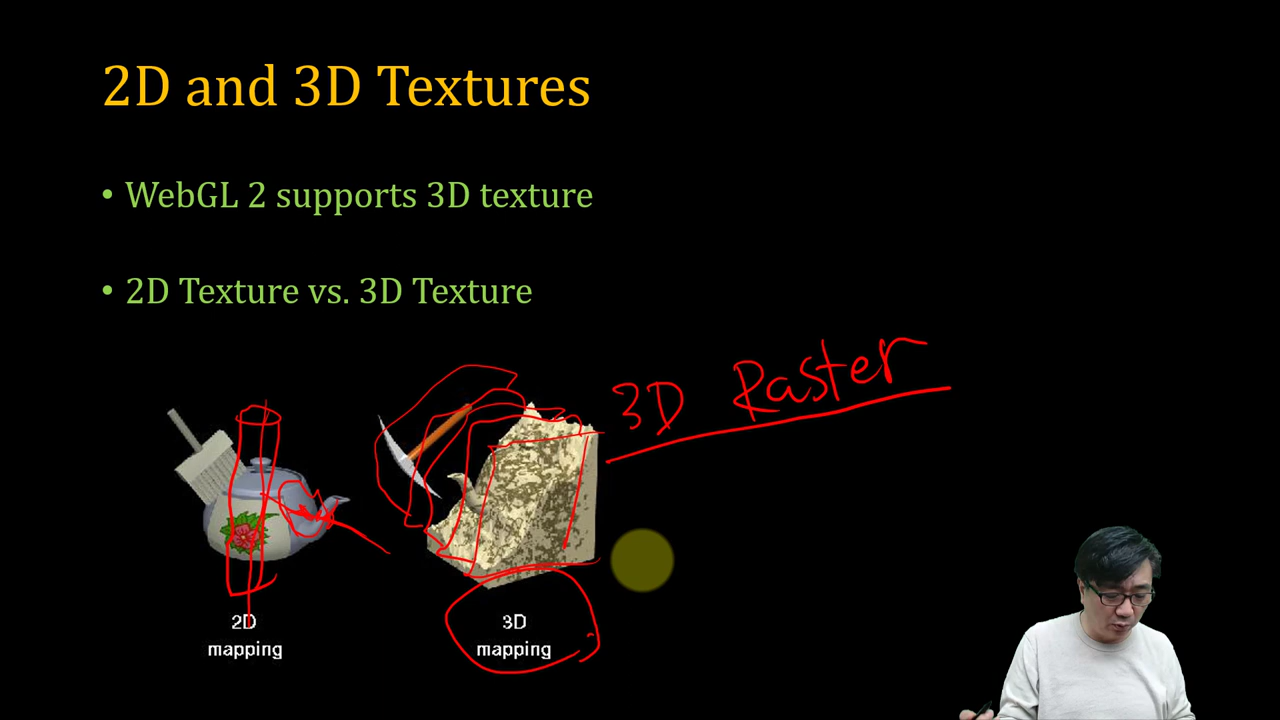 2D and 3D Textures
• WebGL 2 supports 3D texture
• 2D Texture vs. 3D Texture
3D Raster
2D
mapping
3D
mapping